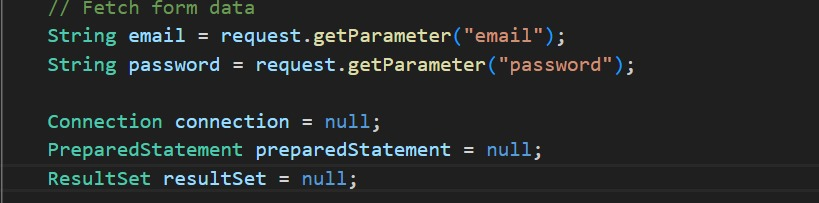 // Fetch form data
String email = request.getParameter("email");
String password = request.getParameter("password");
Connection connection = null;
PreparedStatement preparedStatement = null;
ResultSet resultSet = null;